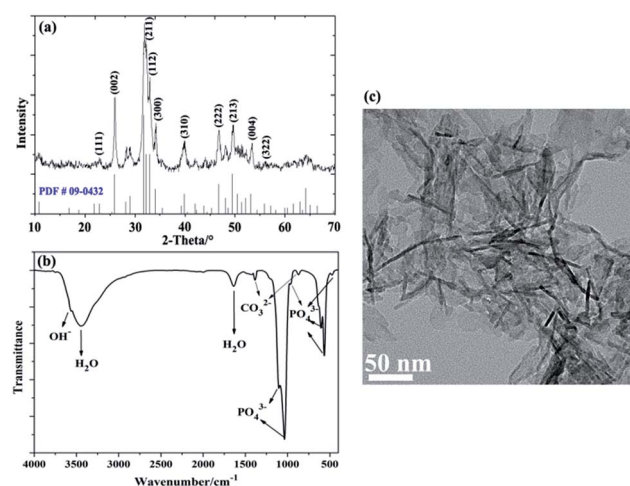 (a)
(002)
(111)
(211)
(112)
(300)
(310)
(222)
(213)
(004)
(322)
Intensity
PDF # 09-0432
10 20 30 40 50 60 70
2-Theta/°
(b)
Transmittance
OH⁻
H₂O
H₂O
CO₃²⁻
PO₄³⁻
PO₄³⁻
4000 3500 3000 2500 2000 1500 1000 500
Wavenumber/cm⁻¹
(c)
50 nm